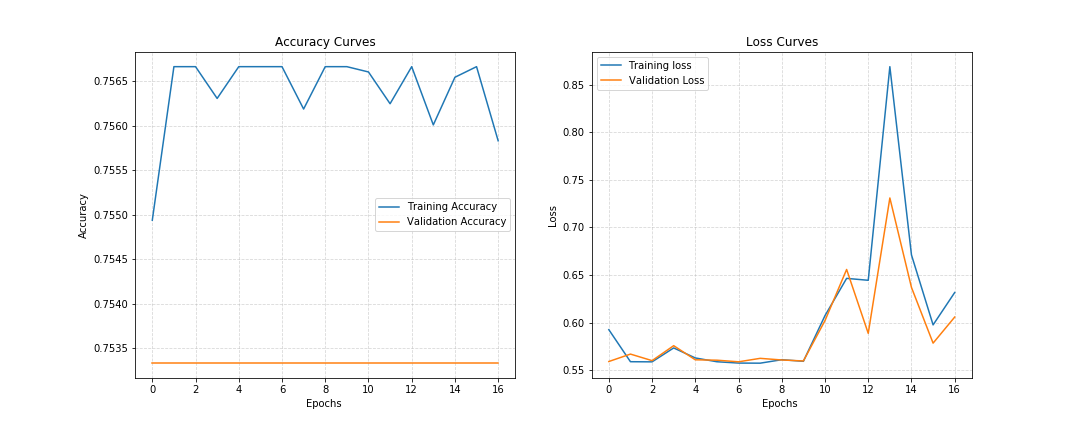 Accuracy Curves
0.7565
0.7560
0.7555
0.7550
0.7545
0.7540
0.7535
Accuracy
Training Accuracy
Validation Accuracy
0 2 4 6 8 10 12 14 16
Epochs
Loss Curves
Training loss
Validation Loss
0.85
0.80
0.75
0.70
0.65
0.60
0.55
Loss
0 2 4 6 8 10 12 14 16
Epochs